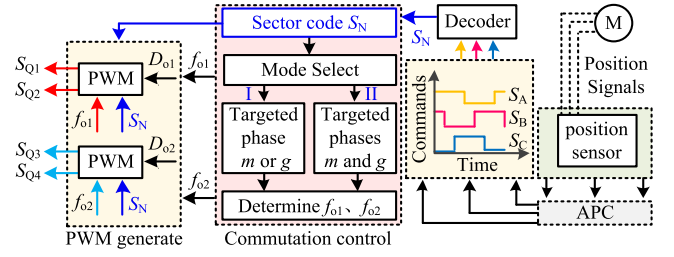 Sector code S_N
S_N
Decoder
M
Position
Signals
S_Q1
S_Q2
PWM
D_o1
f_o1
f_o1
S_N
Mode Select
I
II
Targeted
phase
m or g
Targeted
phases
m and g
Determine f_o1、f_o2
Commands
S_A
S_B
S_C
Time
position
sensor
S_Q3
S_Q4
PWM
D_o2
f_o2
f_o2
S_N
APC
PWM generate
Commutation control